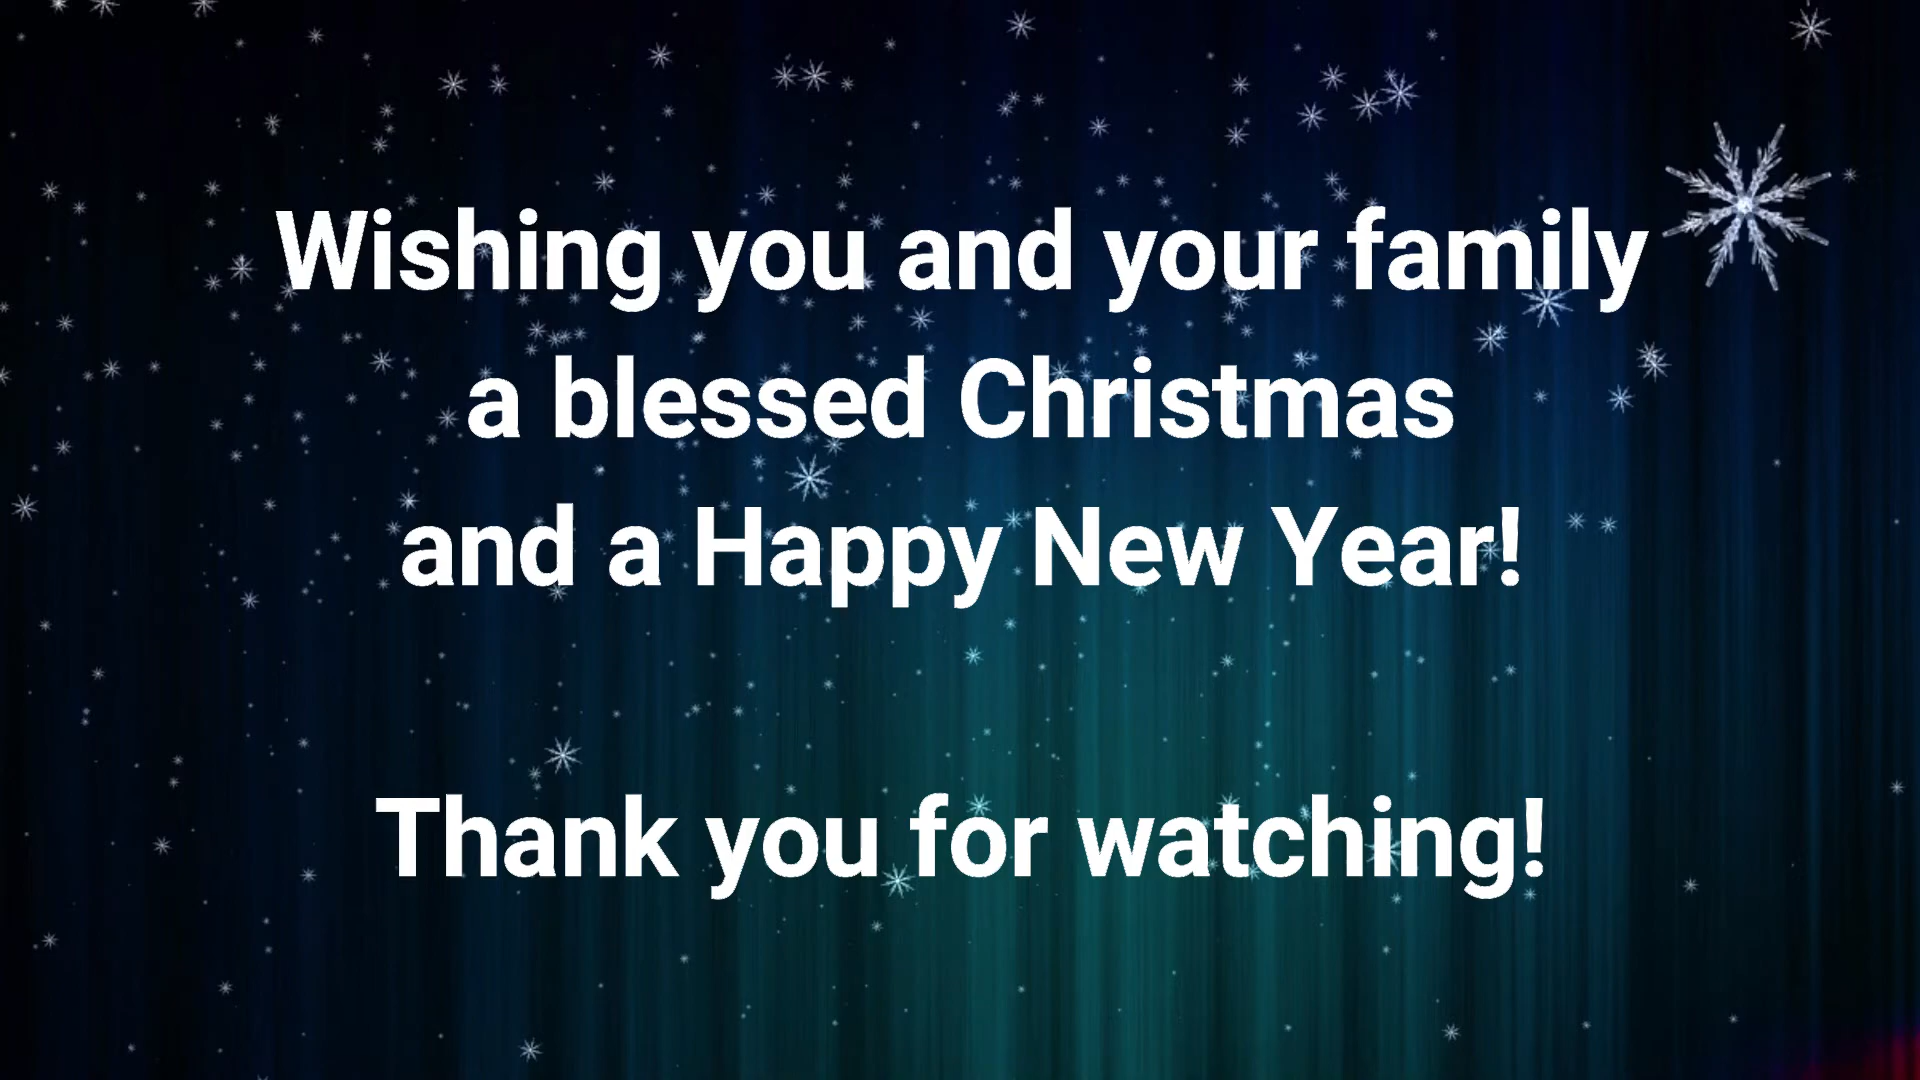 Wishing you and your family
a blessed Christmas
and a Happy New Year!
Thank you for watching!